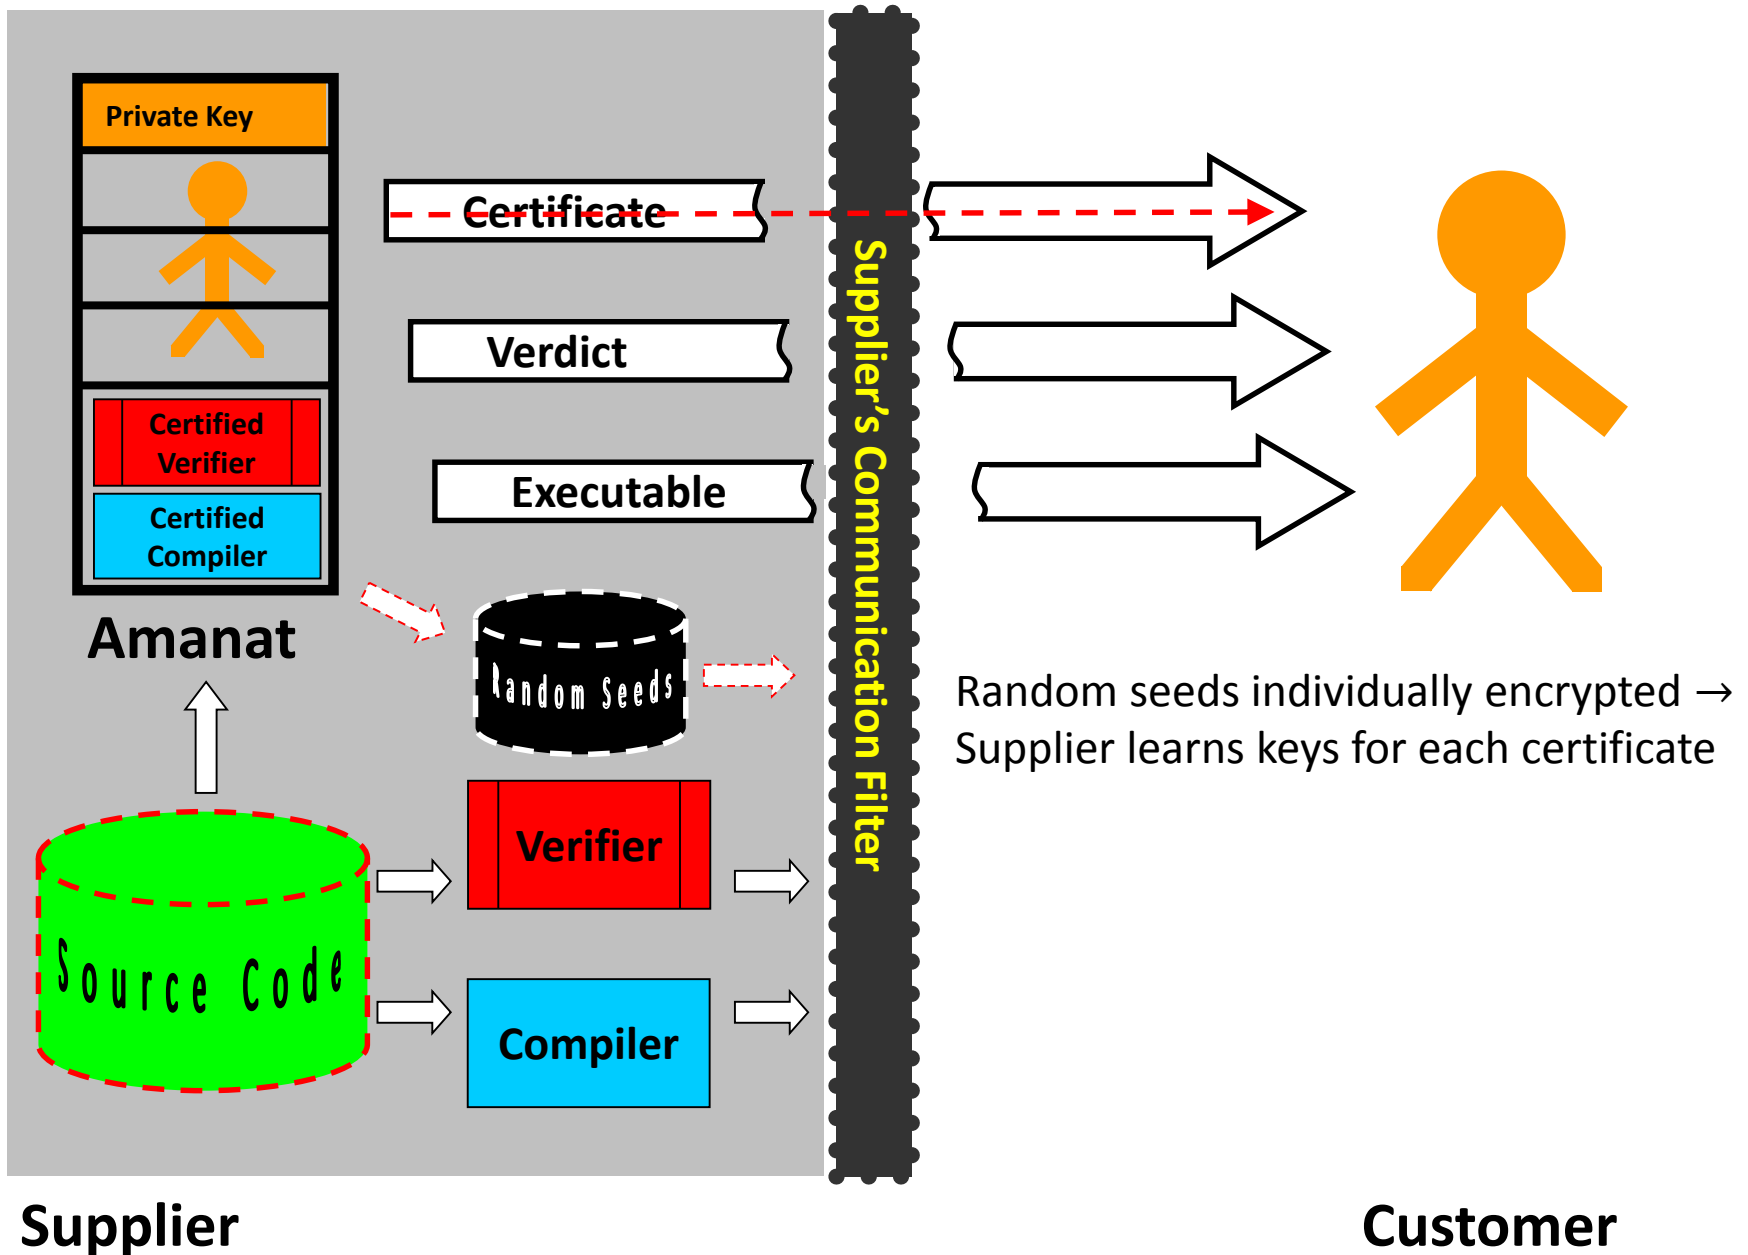 Private Key
Certificate
Verdict
Certified
Verifier
Executable
Certified
Compiler
Amanat
Supplier's Communication Filter
Random Seeds
Random seeds individually encrypted →
Supplier learns keys for each certificate
Verifier
Source Code
Compiler
Supplier
Customer